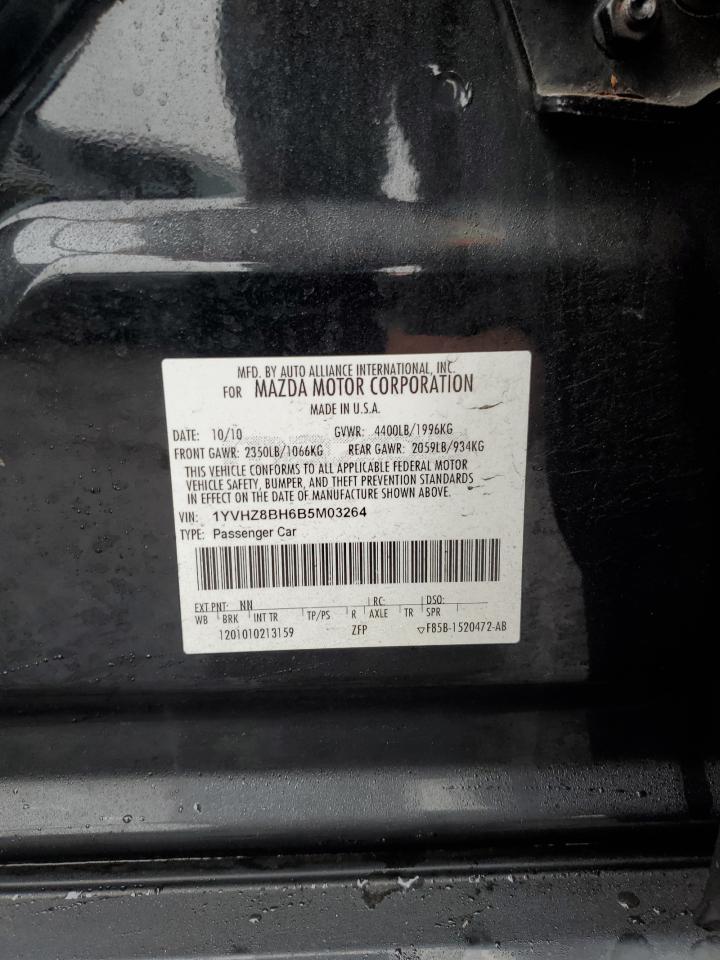 MFD. BY AUTO ALLIANCE INTERNATIONAL, INC.
FOR MAZDA MOTOR CORPORATION
MADE IN U.S.A.
DATE: 10/10 GVWR: 4400LB/1996KG
FRONT GAWR: 2350LB/1066KG REAR GAWR: 2059LB/934KG
THIS VEHICLE CONFORMS TO ALL APPLICABLE FEDERAL MOTOR
VEHICLE SAFETY, BUMPER, AND THEFT PREVENTION STANDARDS
IN EFFECT ON THE DATE OF MANUFACTURE SHOWN ABOVE.
VIN: 1YVHZ8BH6B5M03264
TYPE: Passenger Car
EXT PNT: NN RC: DSO:
WB BRK INT TR TP/PS R AXLE TR SPR
1201010213159 ZFP ▽F85B-1520472-AB